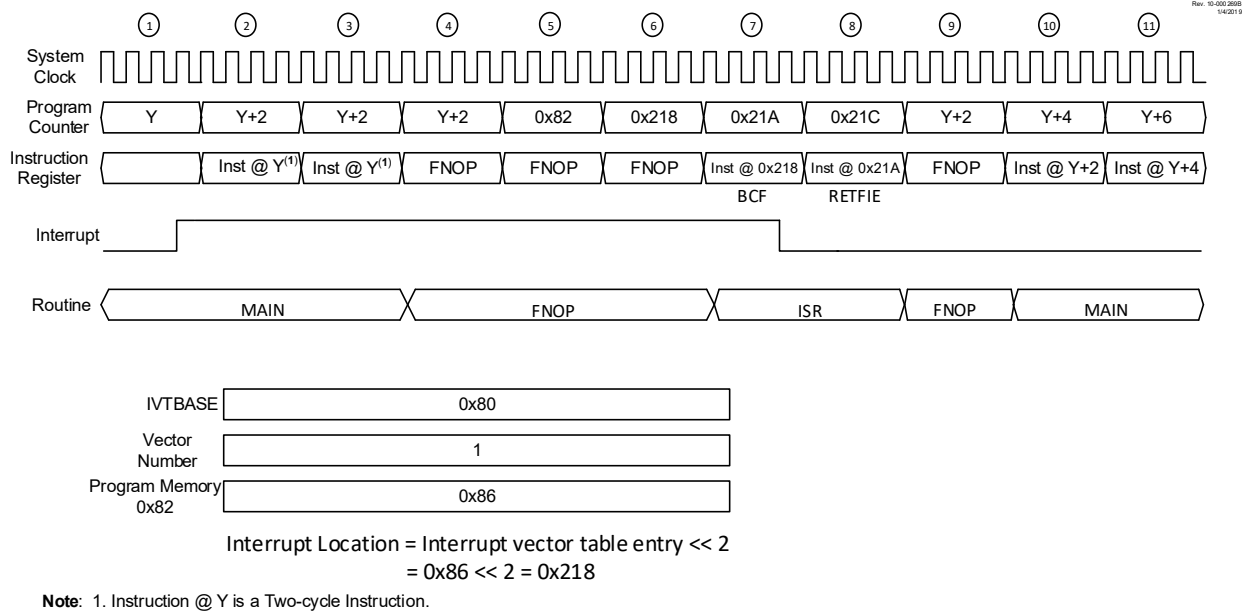 Rev. 10-000 269B
1/4/201 9
1 2 3 4 5 6 7 8 9 10 11
System
Clock
Program
Counter
Y Y+2 Y+2 Y+2 0x82 0x218 0x21A 0x21C Y+2 Y+4 Y+6
Instruction
Register
Inst @ Y(1) Inst @ Y(1) FNOP FNOP FNOP Inst @ 0x218 Inst @ 0x21A FNOP Inst @ Y+2 Inst @ Y+4
BCF RETFIE
Interrupt
Routine MAIN FNOP ISR FNOP MAIN
IVTBASE 0x80
Vector
Number
1
Program Memory
0x82
0x86
Interrupt Location = Interrupt vector table entry << 2
= 0x86 << 2 = 0x218
Note: 1. Instruction @ Y is a Two-cycle Instruction.